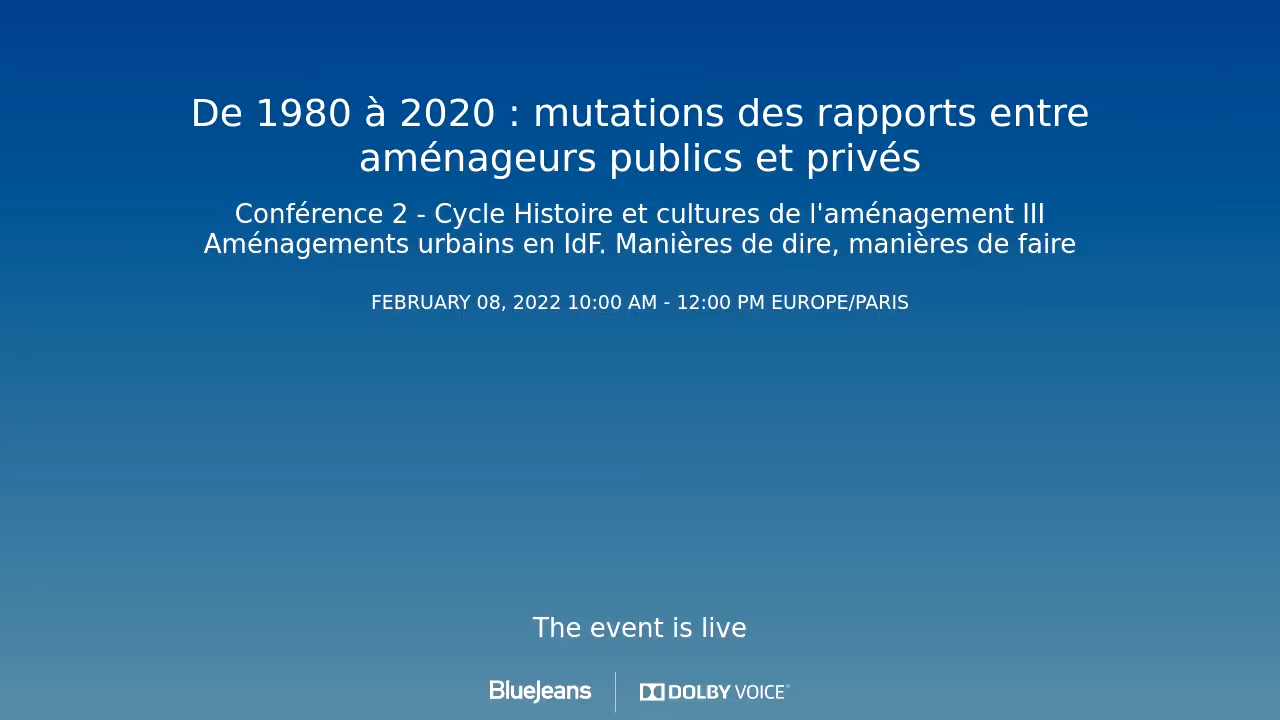 De 1980 à 2020 : mutations des rapports entre
aménageurs publics et privés
Conférence 2 - Cycle Histoire et cultures de l'aménagement III
Aménagements urbains en IdF. Manières de dire, manières de faire
FEBRUARY 08, 2022 10:00 AM - 12:00 PM EUROPE/PARIS
The event is live
BlueJeans
DOLBY VOICE